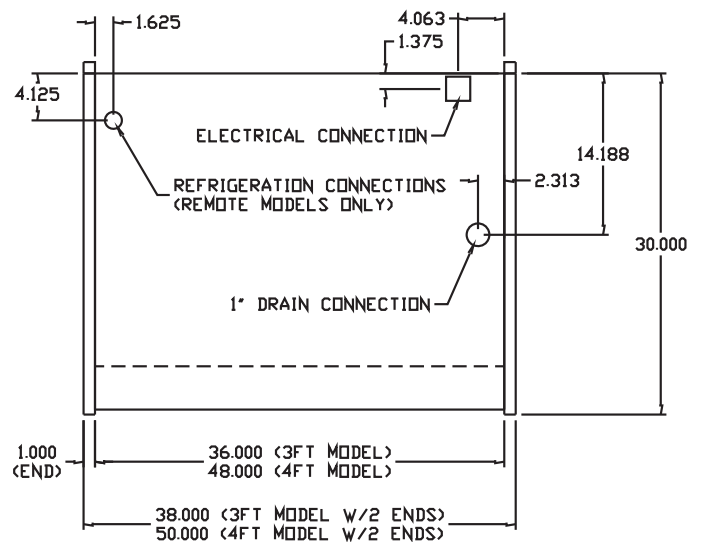 1.625
4.063
1.375
4.125
ELECTRICAL CONNECTION
14.188
REFRIGERATION CONNECTIONS
(REMOTE MODELS ONLY)
2.313
30.000
1" DRAIN CONNECTION
1.000
(END)
36.000 (3FT MODEL)
48.000 (4FT MODEL)
38.000 (3FT MODEL W/2 ENDS)
50.000 (4FT MODEL W/2 ENDS)